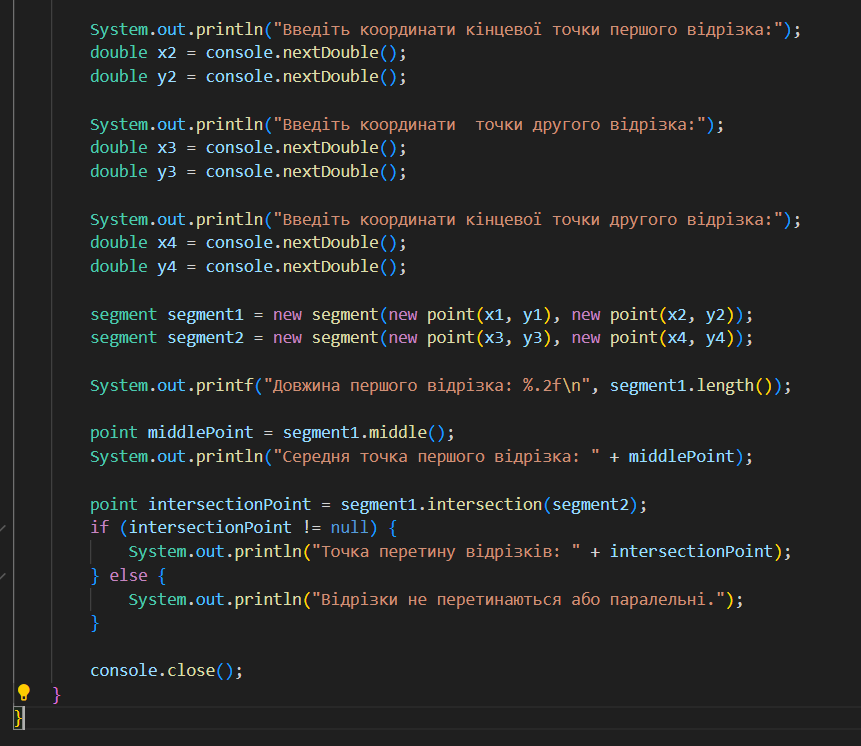 System.out.println("Введіть координати кінцевої точки першого відрізка:");
double x2 = console.nextDouble();
double y2 = console.nextDouble();
System.out.println("Введіть координати  точки другого відрізка:");
double x3 = console.nextDouble();
double y3 = console.nextDouble();
System.out.println("Введіть координати кінцевої точки другого відрізка:");
double x4 = console.nextDouble();
double y4 = console.nextDouble();
segment segment1 = new segment(new point(x1, y1), new point(x2, y2));
segment segment2 = new segment(new point(x3, y3), new point(x4, y4));
System.out.printf("Довжина першого відрізка: %.2f\n", segment1.length());
point middlePoint = segment1.middle();
System.out.println("Середня точка першого відрізка: " + middlePoint);
point intersectionPoint = segment1.intersection(segment2);
if (intersectionPoint != null) {
System.out.println("Точка перетину відрізків: " + intersectionPoint);
} else {
System.out.println("Відрізки не перетинаються або паралельні.");
}
console.close();
}
}